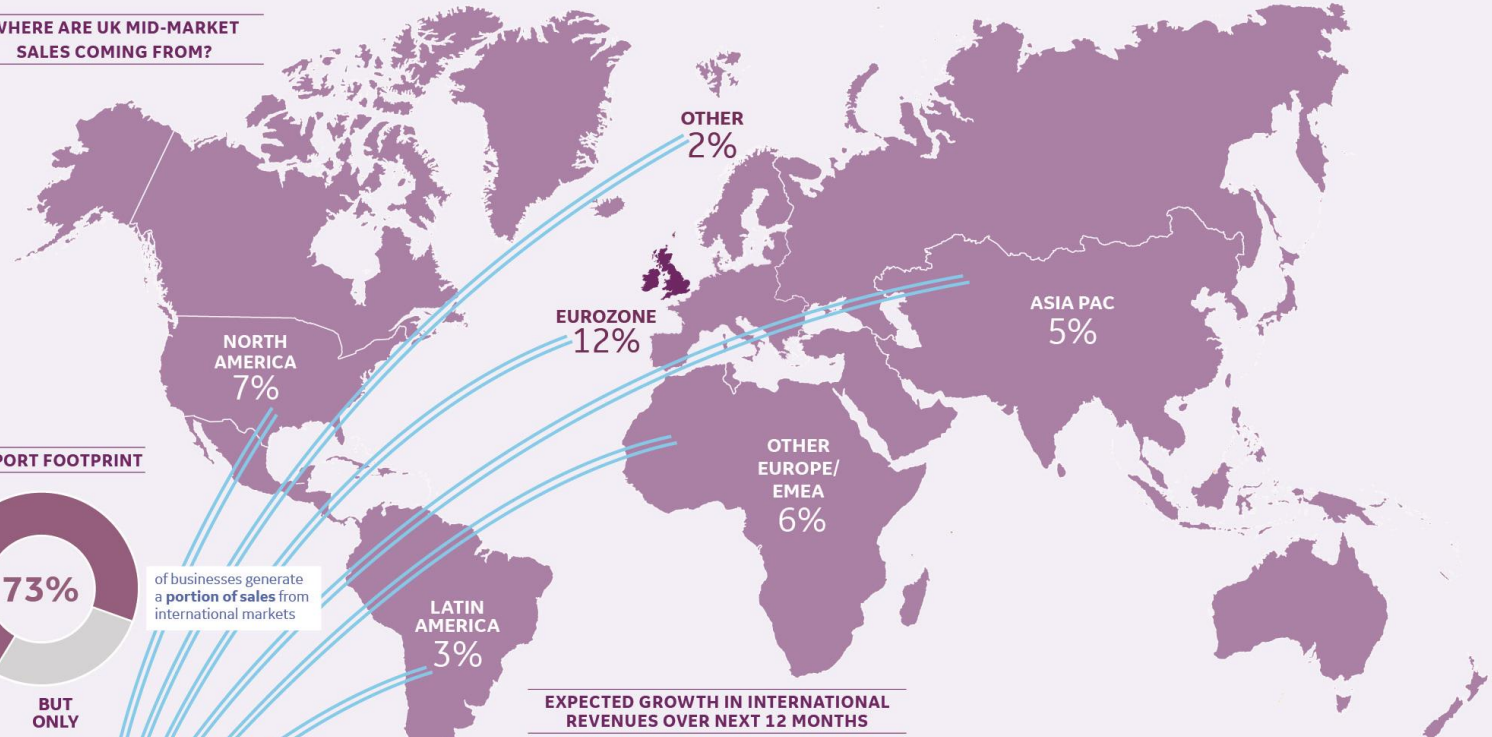 WHERE ARE UK MID-MARKET
SALES COMING FROM?
OTHER
2%
EUROZONE
12%
ASIA PAC
5%
NORTH
AMERICA
7%
OTHER
EUROPE/
EMEA
6%
PORT FOOTPRINT
73%
of businesses generate
a portion of sales from
international markets
LATIN
AMERICA
3%
BUT
ONLY
EXPECTED GROWTH IN INTERNATIONAL
REVENUES OVER NEXT 12 MONTHS